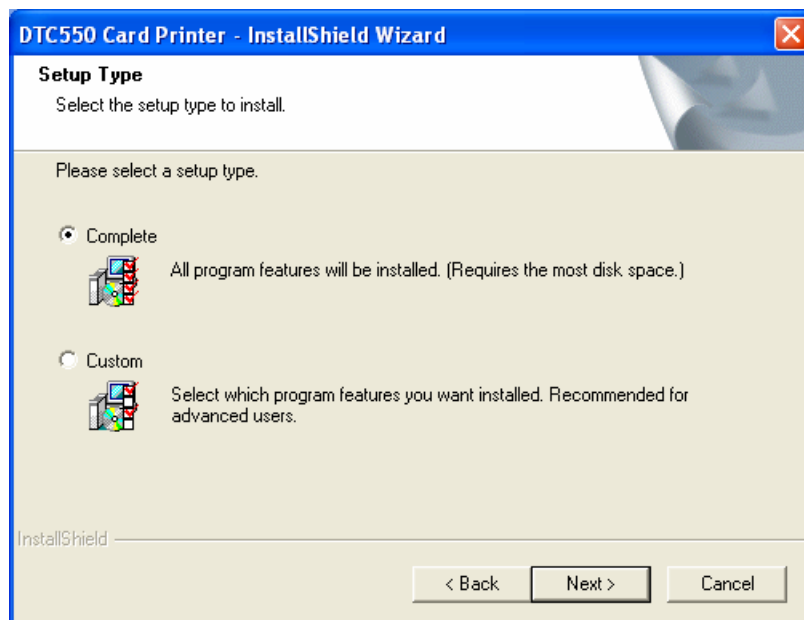 DTC550 Card Printer - InstallShield Wizard
Setup Type
Select the setup type to install.
Please select a setup type.
Complete
All program features will be installed. (Requires the most disk space.)
Custom
Select which program features you want installed. Recommended for
advanced users.
InstallShield
< Back
Next >
Cancel